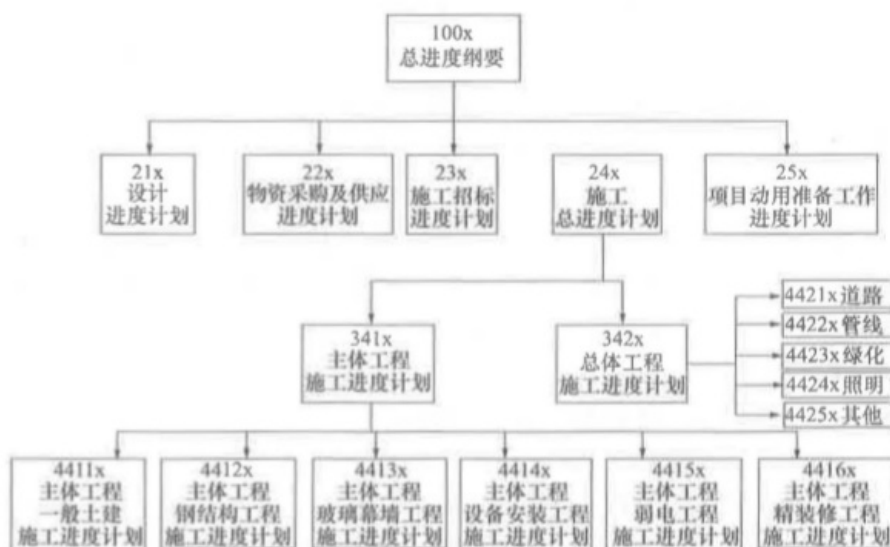 100x
总进度纲要
21x
设计
进度计划
22x
物资采购及供应
进度计划
23x
施工招标
进度计划
24x
施工
总进度计划
25x
项目动用准备工作
进度计划
341x
主体工程
施工进度计划
342x
总体工程
施工进度计划
4421x道路
4422x管线
4423x绿化
4424x照明
4425x其他
4411x
主体工程
一般土建
施工进度计划
4412x
主体工程
钢结构工程
施工进度计划
4413x
主体工程
玻璃幕墙工程
施工进度计划
4414x
主体工程
设备安装工程
施工进度计划
4415x
主体工程
弱电工程
施工进度计划
4416x
主体工程
精装修工程
施工进度计划